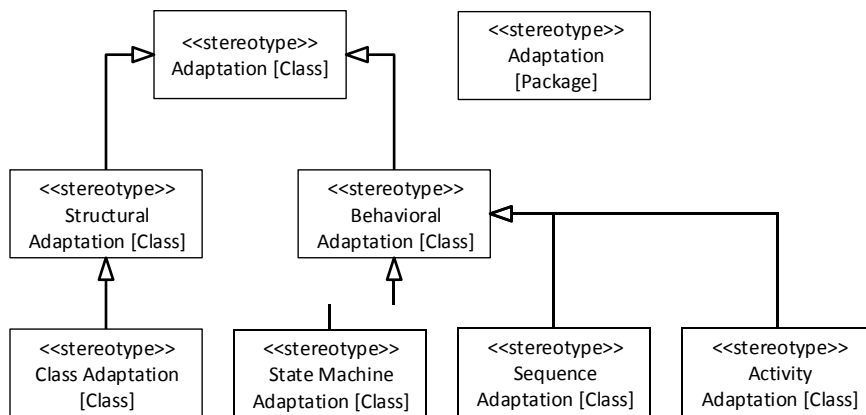 <<stereotype>>
Adaptation [Class]
<<stereotype>>
Adaptation
[Package]
<<stereotype>>
Structural
Adaptation [Class]
<<stereotype>>
Behavioral
Adaptation [Class]
<<stereotype>>
Class Adaptation
[Class]
<<stereotype>>
State Machine
Adaptation [Class]
<<stereotype>>
Sequence
Adaptation [Class]
<<stereotype>>
Activity
Adaptation [Class]